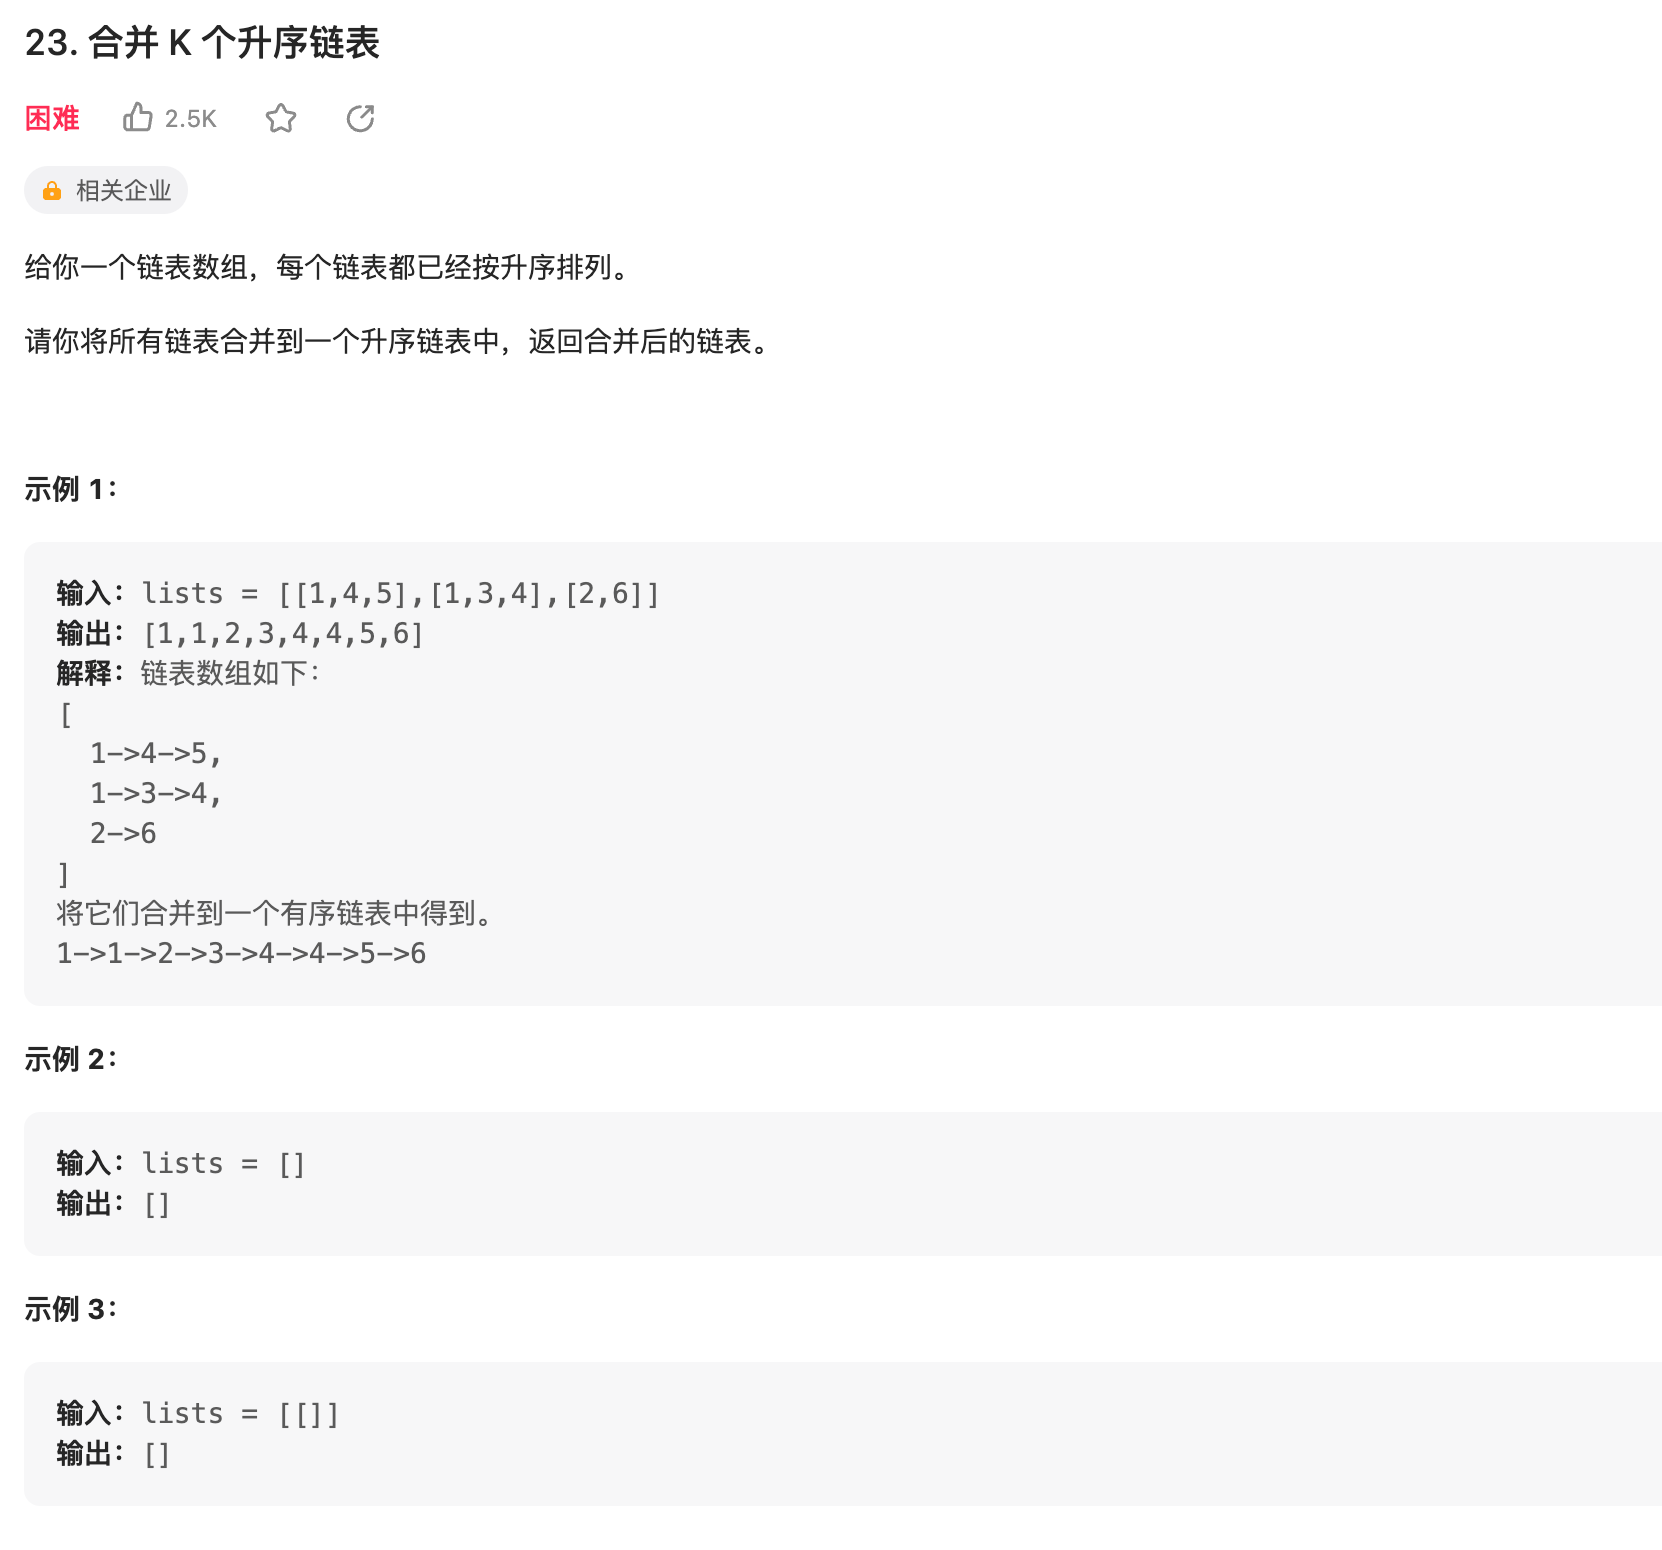 23. 合并 K 个升序链表
困难 2.5K
相关企业
给你一个链表数组，每个链表都已经按升序排列。
请你将所有链表合并到一个升序链表中，返回合并后的链表。
示例 1：
输入：lists = [[1,4,5],[1,3,4],[2,6]]
输出：[1,1,2,3,4,4,5,6]
解释：链表数组如下：
[
  1->4->5,
  1->3->4,
  2->6
]
将它们合并到一个有序链表中得到。
1->1->2->3->4->4->5->6
示例 2：
输入：lists = []
输出：[]
示例 3：
输入：lists = [[]]
输出：[]